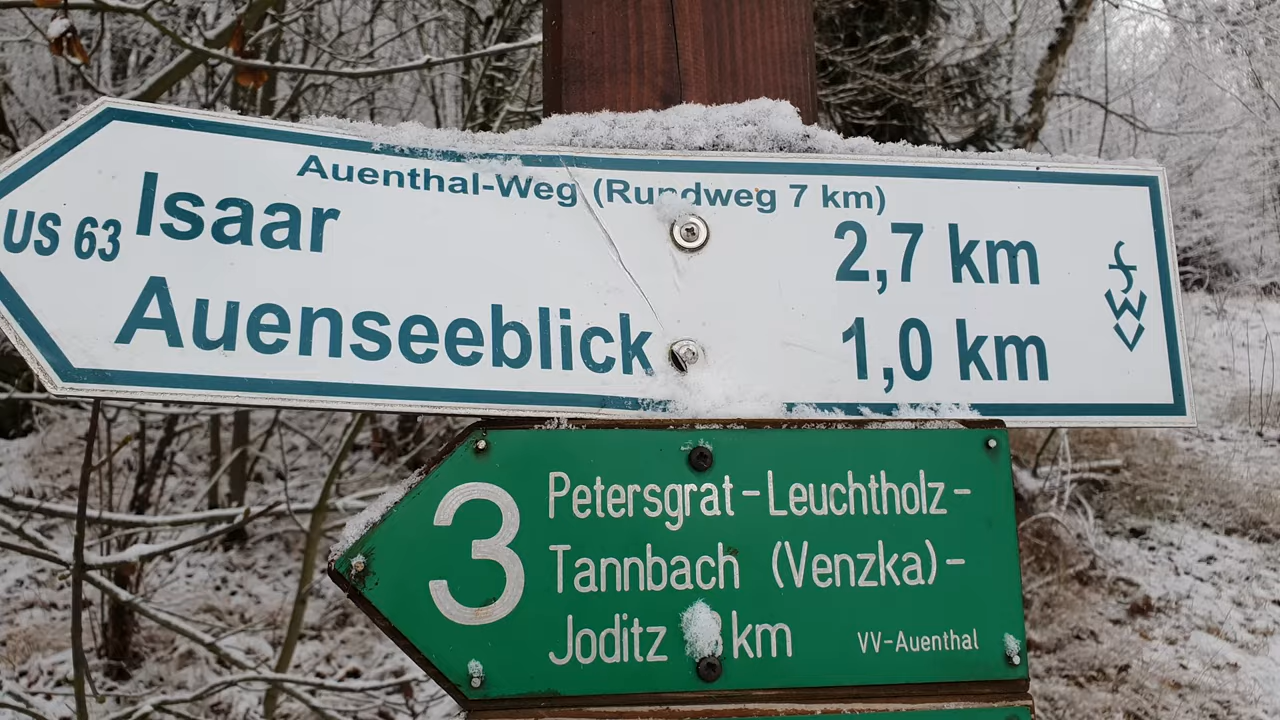 Auenthal-Weg (Rundweg 7 km)
US 63 Isaar 2,7 km
Auenseeblick 1,0 km
3 Petersgrat-Leuchtholz-
Tannbach (Venzka)-
Joditz km
VV-Auenthal